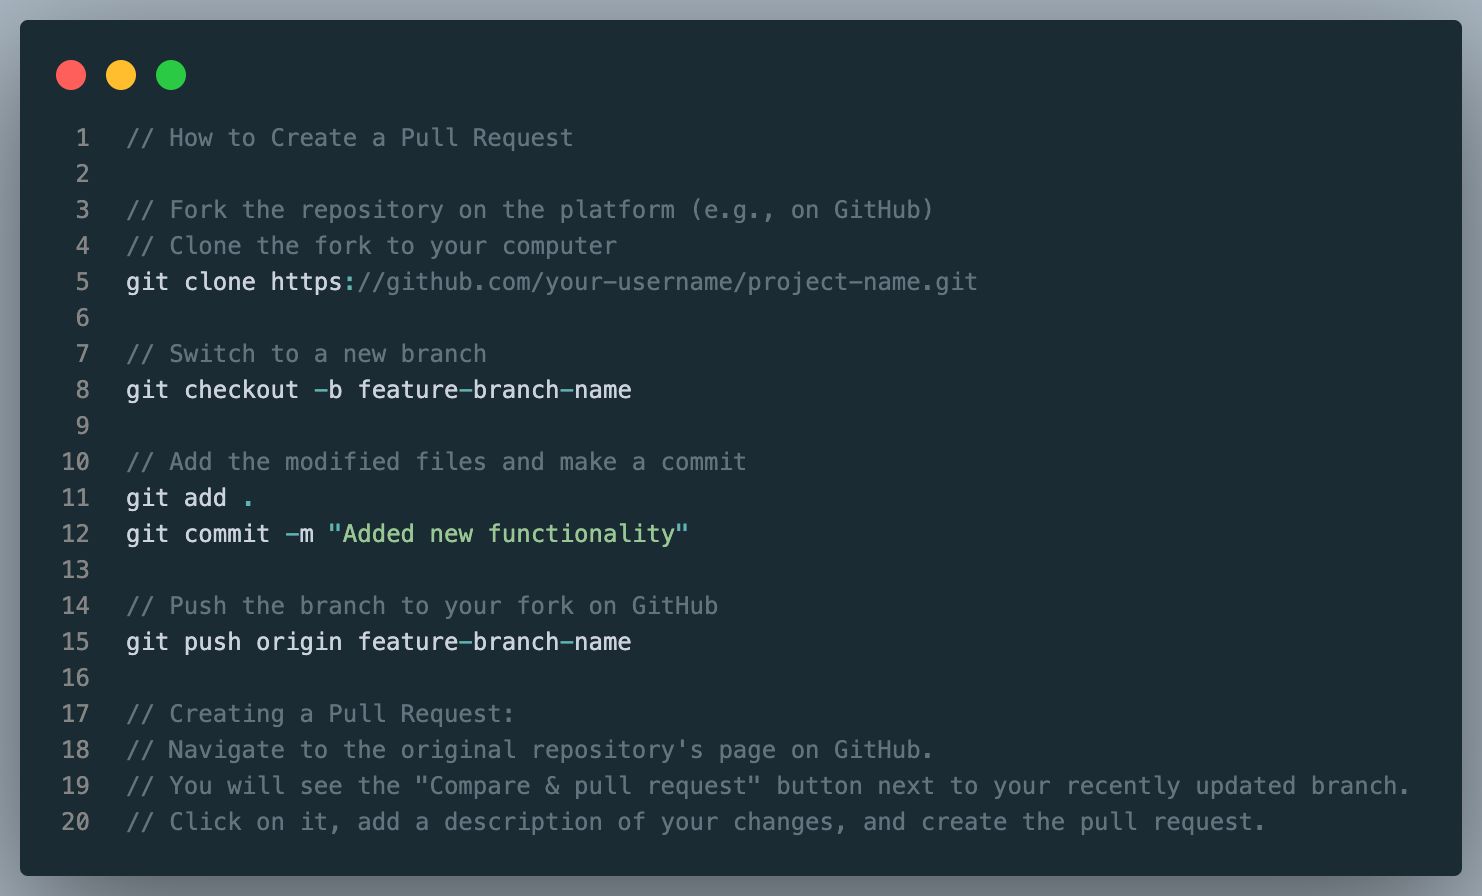 1 // How to Create a Pull Request
2
3 // Fork the repository on the platform (e.g., on GitHub)
4 // Clone the fork to your computer
5 git clone https://github.com/your-username/project-name.git
6
7 // Switch to a new branch
8 git checkout -b feature-branch-name
9
10 // Add the modified files and make a commit
11 git add .
12 git commit -m "Added new functionality"
13
14 // Push the branch to your fork on GitHub
15 git push origin feature-branch-name
16
17 // Creating a Pull Request:
18 // Navigate to the original repository's page on GitHub.
19 // You will see the "Compare & pull request" button next to your recently updated branch.
20 // Click on it, add a description of your changes, and create the pull request.